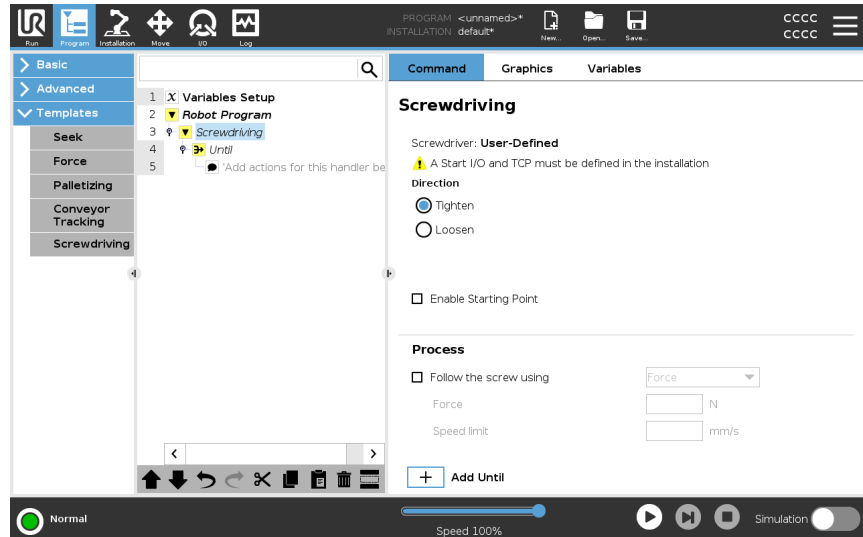 PROGRAM <unnamed>*
INSTALLATION default*
Run
Program
Installation
Move
I/O
Log
New...
Open...
Save...
CCCC
CCCC
Basic
Advanced
Templates
Seek
Force
Palletizing
Conveyor
Tracking
Screwdriving
1 X Variables Setup
2 Robot Program
3 Screwdriving
4 Until
5 'Add actions for this handler be
Command
Graphics
Variables
Screwdriving
Screwdriver: User-Defined
A Start I/O and TCP must be defined in the installation
Direction
Tighten
Loosen
Enable Starting Point
Process
Follow the screw using
Force
Force
N
Speed limit
mm/s
+ Add Until
Normal
Speed 100%
Simulation